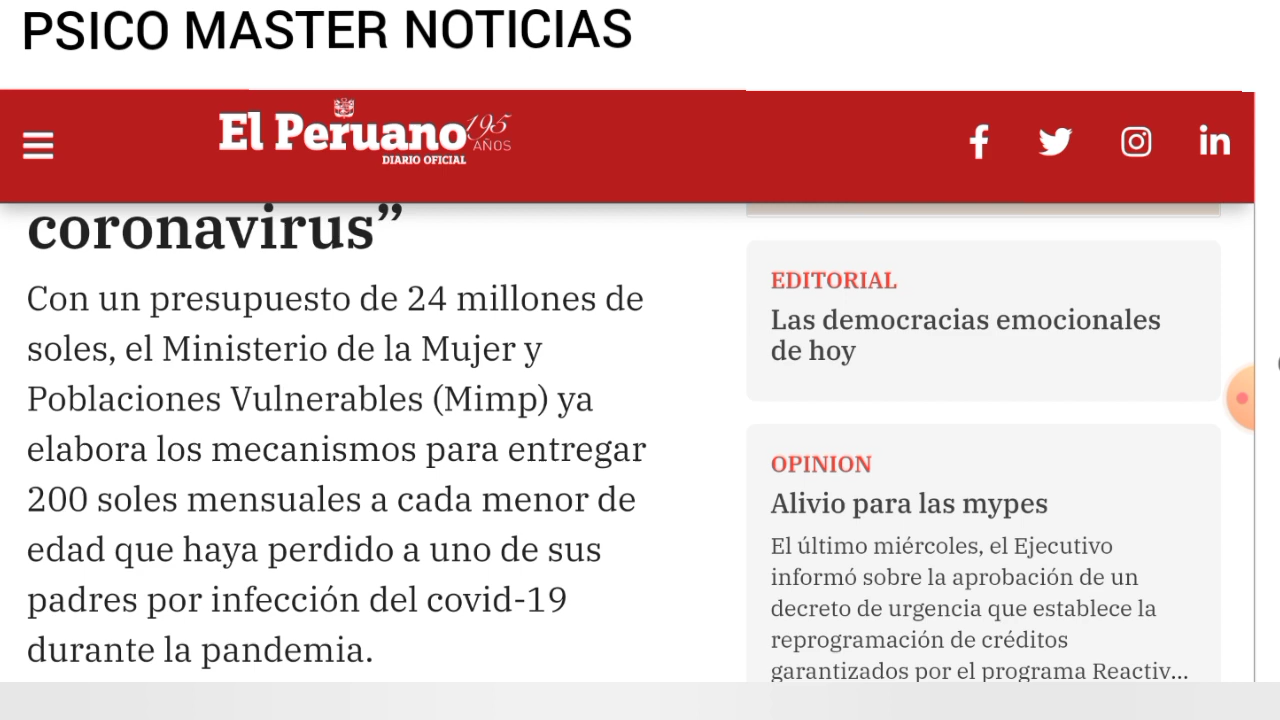 PSICO MASTER NOTICIAS
El Peruano 195
AÑOS
DIARIO OFICIAL
coronavirus”
Con un presupuesto de 24 millones de
soles, el Ministerio de la Mujer y
Poblaciones Vulnerables (Mimp) ya
elabora los mecanismos para entregar
200 soles mensuales a cada menor de
edad que haya perdido a uno de sus
padres por infección del covid-19
durante la pandemia.
EDITORIAL
Las democracias emocionales
de hoy
OPINION
Alivio para las mypes
El último miércoles, el Ejecutivo
informó sobre la aprobación de un
decreto de urgencia que establece la
reprogramación de créditos
garantizados por el programa Reactiv...